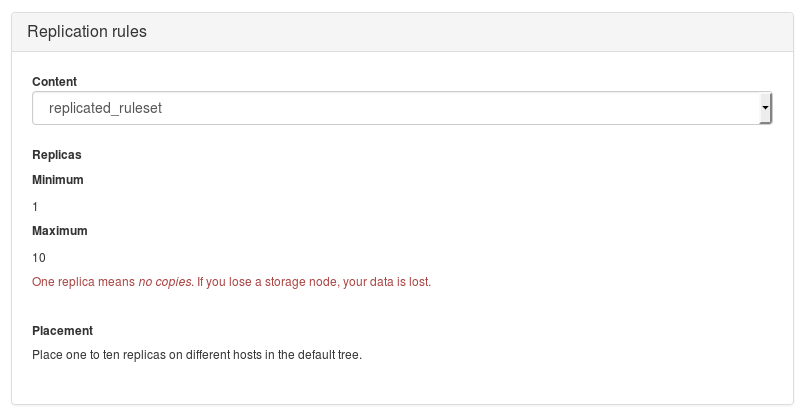 Replication rules
Content
replicated_ruleset
Replicas
Minimum
1
Maximum
10
One replica means no copies. If you lose a storage node, your data is lost.
Placement
Place one to ten replicas on different hosts in the default tree.